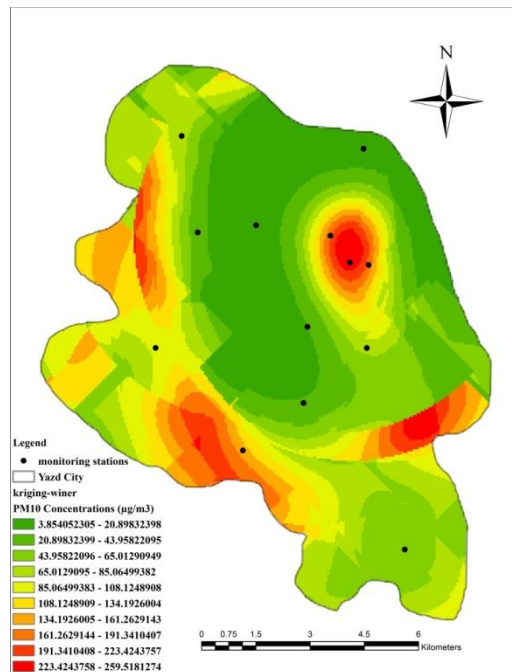 N
Legend
monitoring stations
Yazd City
kriging-winer
PM10 Concentrations (µg/m3)
3.854052305 - 20.89832398
20.89832399 - 43.95822095
43.95822096 - 65.01290949
65.0129095 - 85.06499382
85.06499383 - 108.1248908
108.1248909 - 134.1926004
134.1926005 - 161.2629143
161.2629144 - 191.3410407
191.3410408 - 223.4243757
223.4243758 - 259.5181274
0 0.75 1.5 3 4.5 6
Kilometers